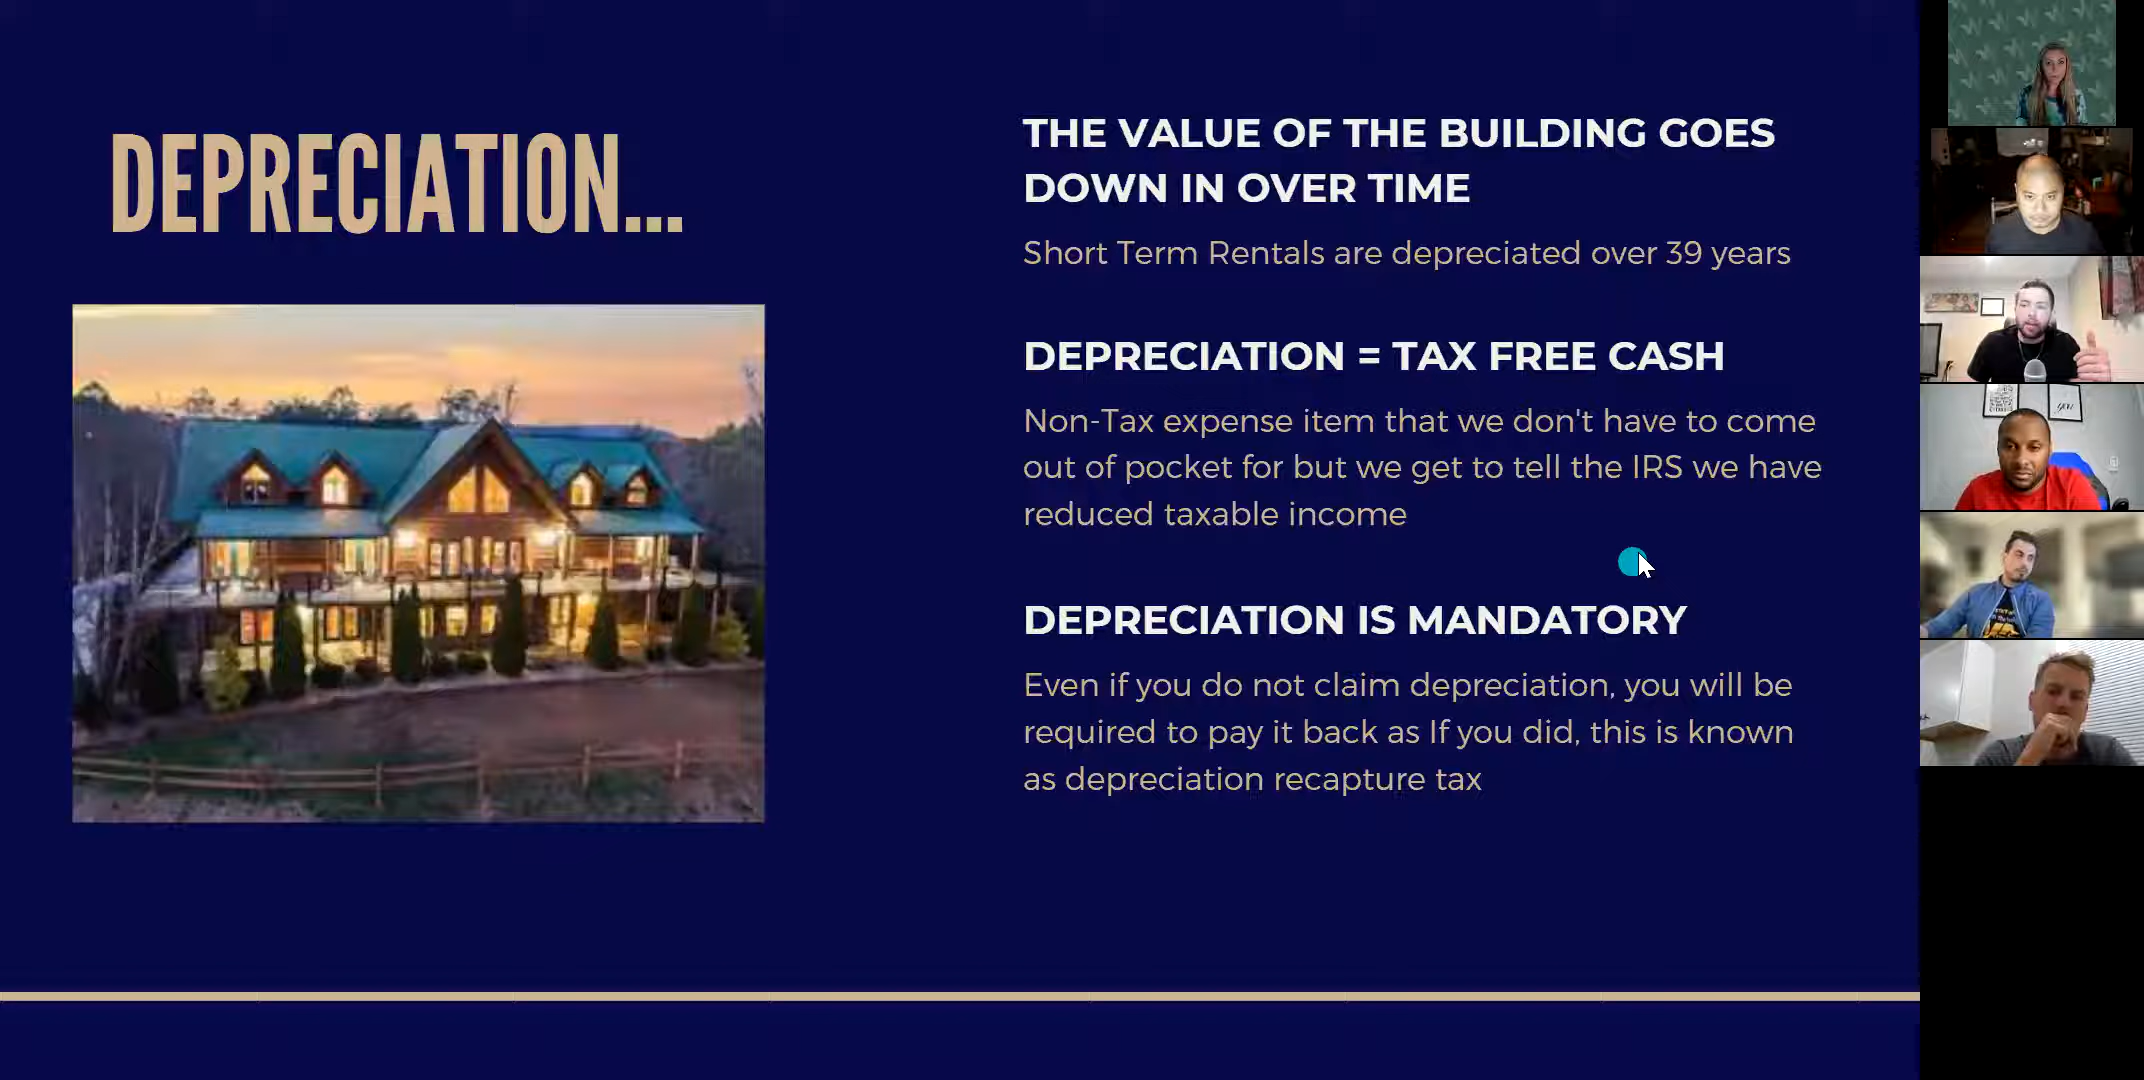 DEPRECIATION...
THE VALUE OF THE BUILDING GOES
DOWN IN OVER TIME
Short Term Rentals are depreciated over 39 years
DEPRECIATION = TAX FREE CASH
Non-Tax expense item that we don't have to come
out of pocket for but we get to tell the IRS we have
reduced taxable income
DEPRECIATION IS MANDATORY
Even if you do not claim depreciation, you will be
required to pay it back as If you did, this is known
as depreciation recapture tax
you